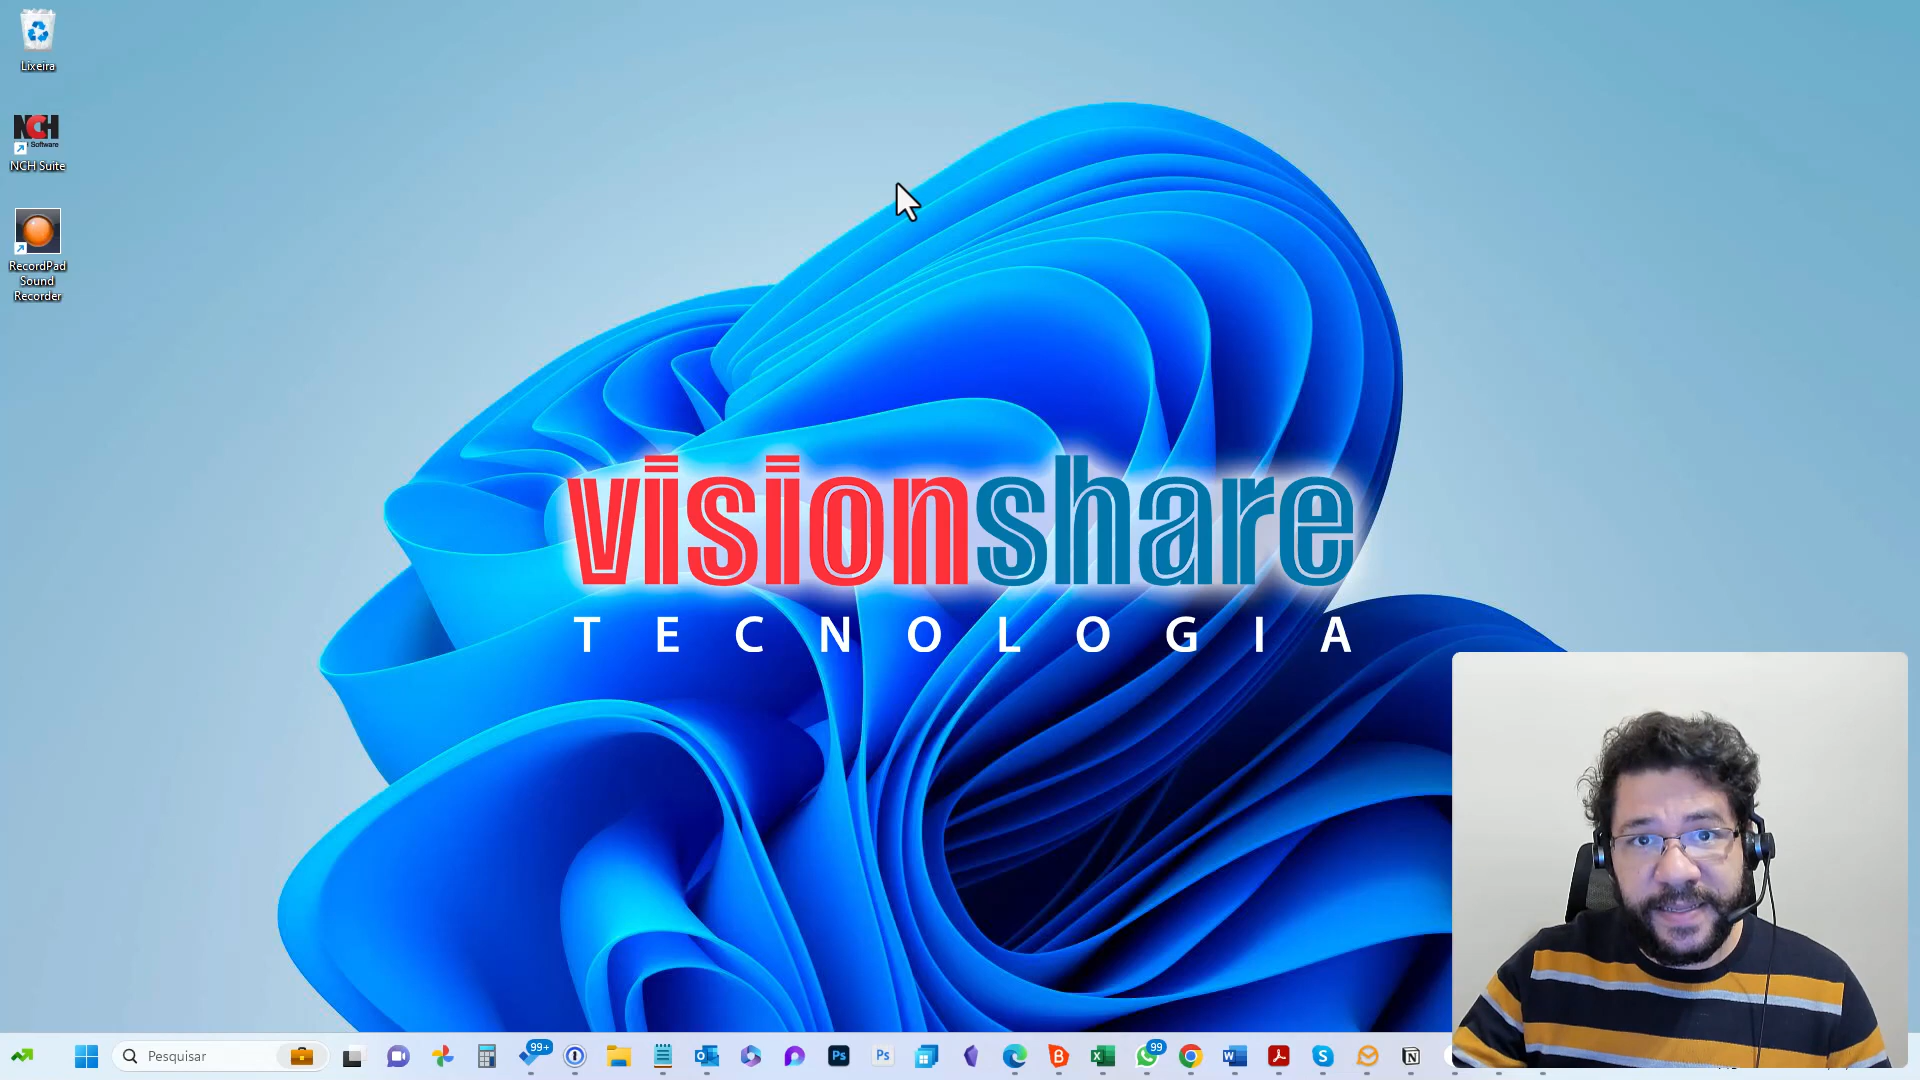 Lixeira
NCH
Software
NCH Suite
RecordPad
Sound
Recorder
visionshare
TECNOLOGIA
Pesquisar
99+
Ps
Ps
99